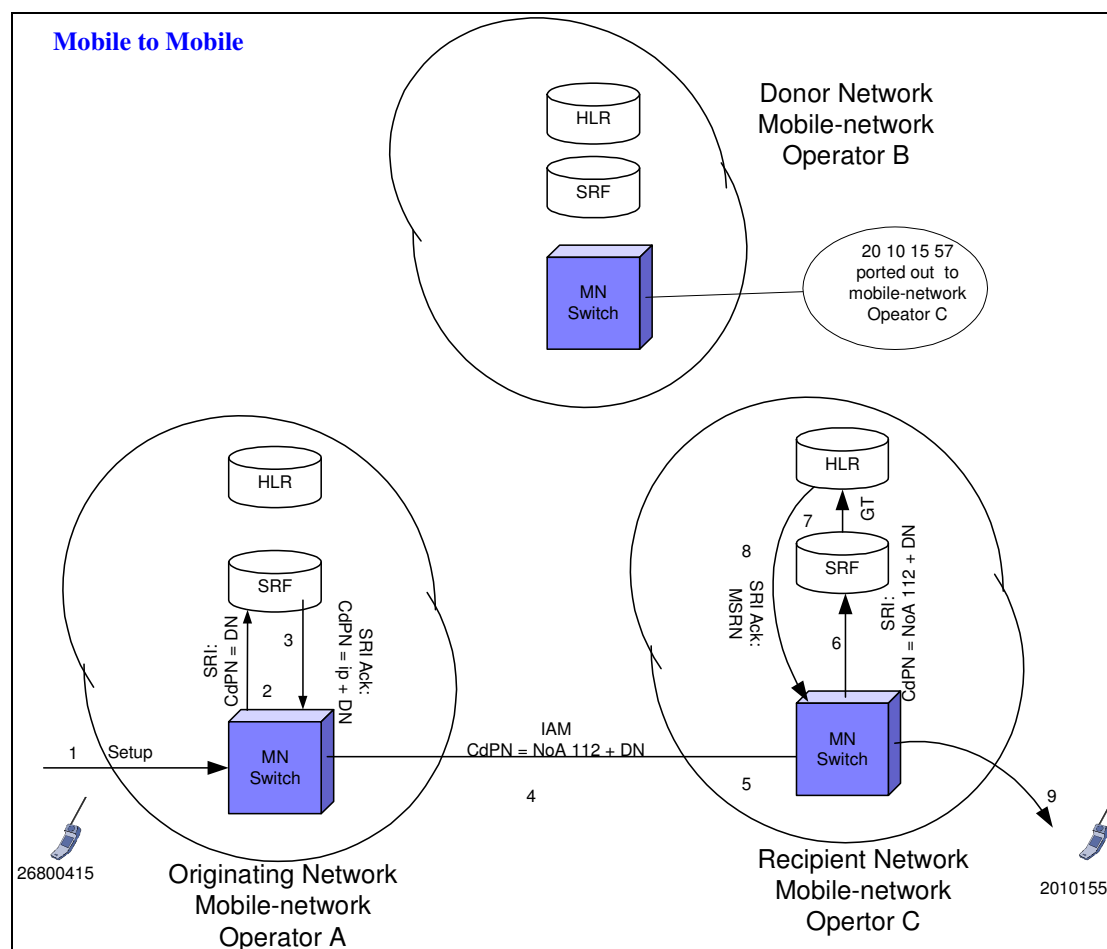 Mobile to Mobile
Donor Network
Mobile-network
Operator B
HLR
SRF
MN
Switch
20 10 15 57
ported out to
mobile-network
Opeator C
HLR
SRF
SRI:
CdPN = DN
2
3
SRI Ack:
CdPN = ip + DN
1
Setup
MN
Switch
26800415
Originating Network
Mobile-network
Operator A
IAM
CdPN = NoA 112 + DN
4
5
HLR
7
GT
SRF
8
SRI Ack:
MSRN
6
SRI:
CdPN = NoA 112 + DN
MN
Switch
9
2010155
Recipient Network
Mobile-network
Opertor C